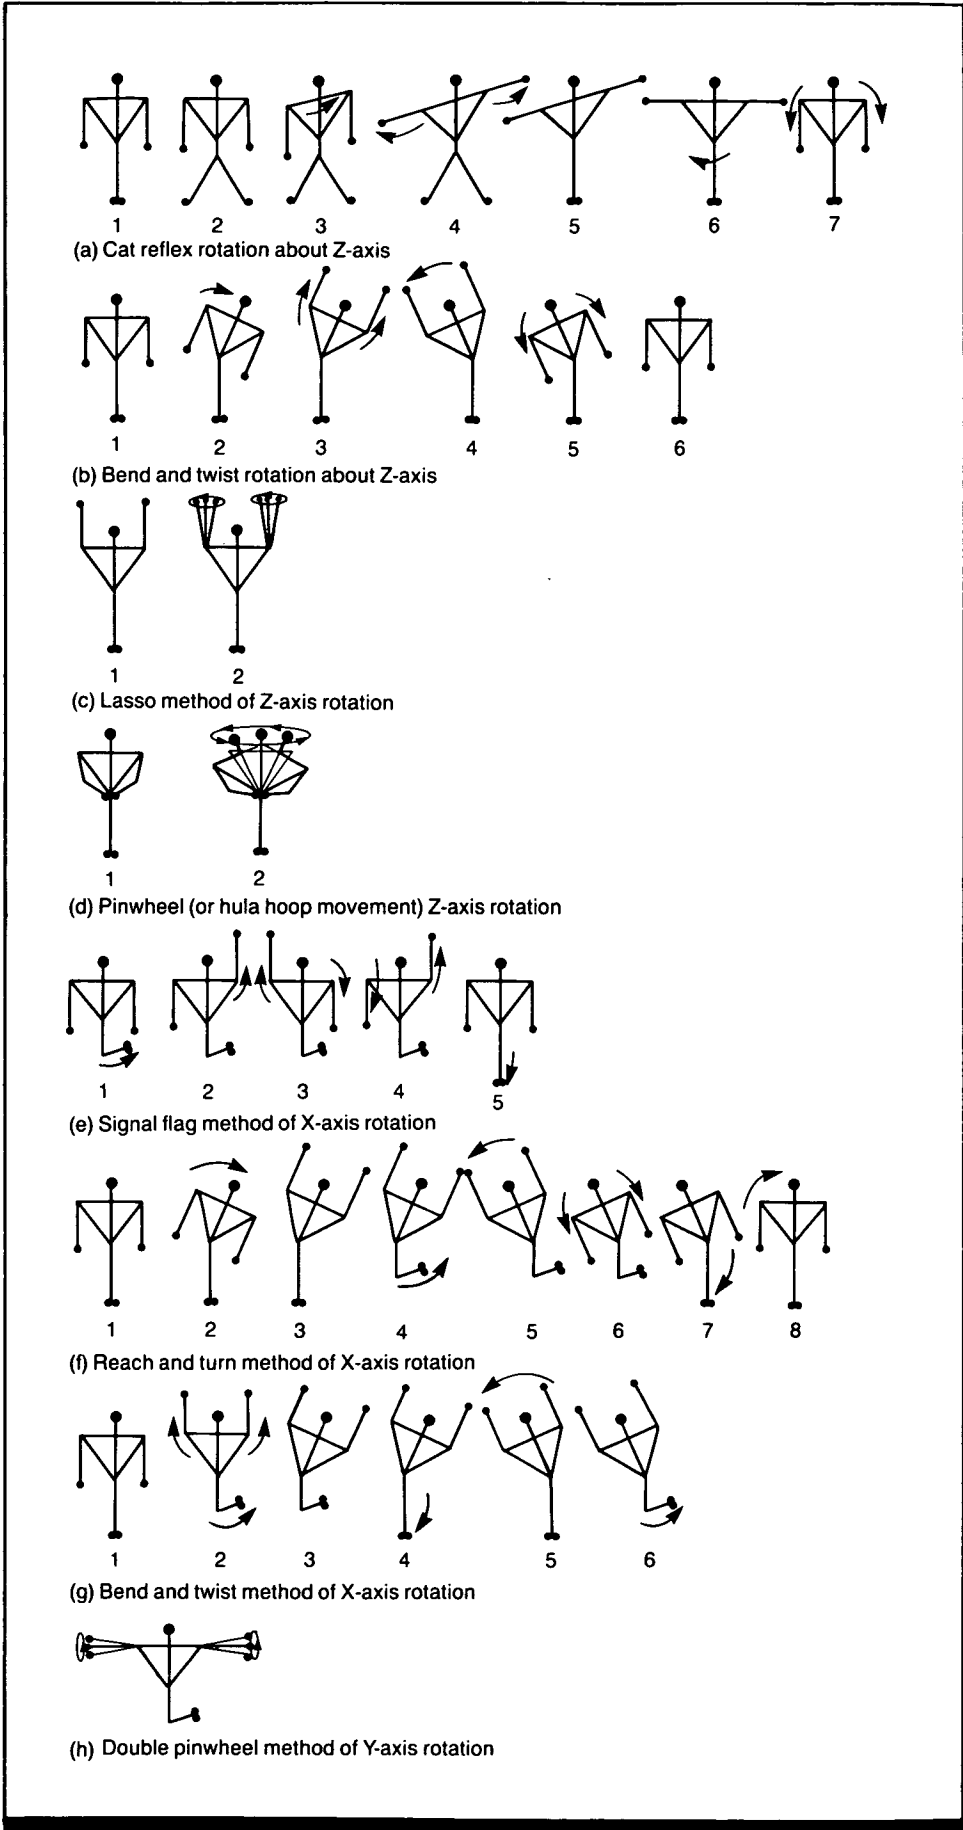 1 2 3 4 5 6 7
(a) Cat reflex rotation about Z-axis
1 2 3 4 5 6
(b) Bend and twist rotation about Z-axis
1 2
(c) Lasso method of Z-axis rotation
1 2
(d) Pinwheel (or hula hoop movement) Z-axis rotation
1 2 3 4 5
(e) Signal flag method of X-axis rotation
1 2 3 4 5 6 7 8
(f) Reach and turn method of X-axis rotation
1 2 3 4 5 6
(g) Bend and twist method of X-axis rotation
(h) Double pinwheel method of Y-axis rotation